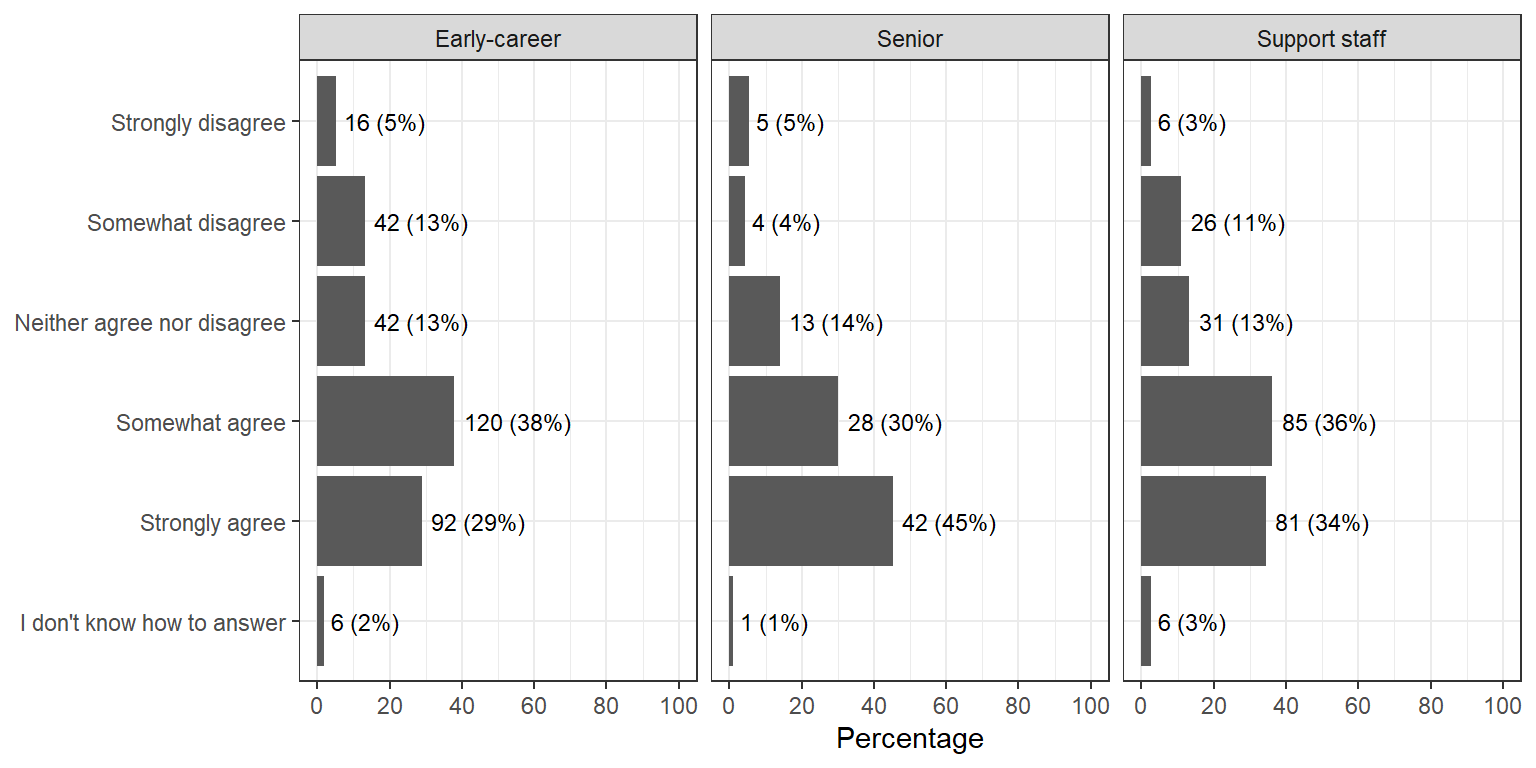 Early-career Senior Support staff
Strongly disagree 16 (5%) 5 (5%) 6 (3%)
Somewhat disagree 42 (13%) 4 (4%) 26 (11%)
Neither agree nor disagree 42 (13%) 13 (14%) 31 (13%)
Somewhat agree 120 (38%) 28 (30%) 85 (36%)
Strongly agree 92 (29%) 42 (45%) 81 (34%)
I don't know how to answer 6 (2%) 1 (1%) 6 (3%)
0 20 40 60 80 100 0 20 40 60 80 100 0 20 40 60 80 100
Percentage